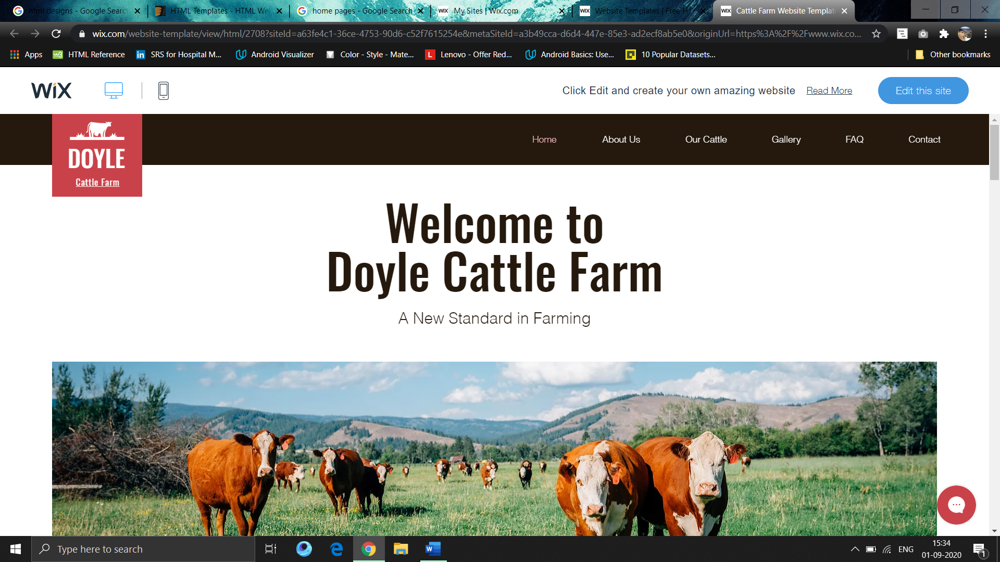 html designs - Google Search
HTML Templates - HTML We
home pages - Google Search
WiX My Sites | Wix.com
WiX Website Templates | Free H
WiX Cattle Farm Website Templat
wix.com/website-template/view/html/2708?siteId=a63fe4c1-36ce-4753-90d6-c52f7615254e&metaSiteId=a3b49cca-d6d4-447e-85e3-ad2ecf8ab5e0&originUrl=https%3A%2F%2Fwww.wix.co...
Apps
w3 HTML Reference
in SRS for Hospital M...
Android Visualizer
Color - Style - Mate...
L Lenovo - Offer Red...
Android Basics: Use...
10 Popular Datasets...
Other bookmarks
WiX
Click Edit and create your own amazing website Read More
Edit this site
DOYLE
Cattle Farm
Home About Us Our Cattle Gallery FAQ Contact
Welcome to
Doyle Cattle Farm
A New Standard in Farming
Type here to search
W
ENG
15:34
01-09-2020
1